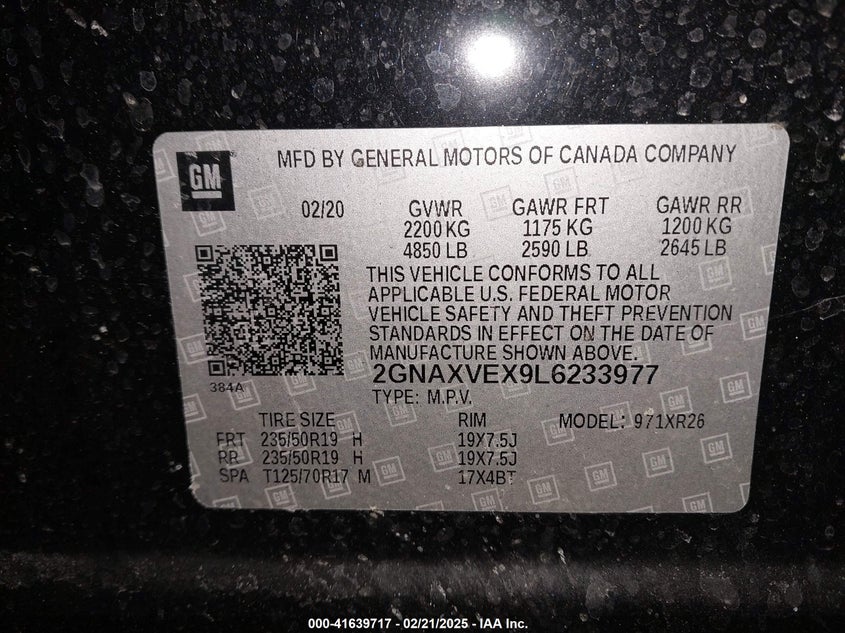 GM
MFD BY GENERAL MOTORS OF CANADA COMPANY
02/20 GVWR GAWR FRT GAWR RR
2200 KG 1175 KG 1200 KG
4850 LB 2590 LB 2645 LB
THIS VEHICLE CONFORMS TO ALL
APPLICABLE U.S. FEDERAL MOTOR
VEHICLE SAFETY AND THEFT PREVENTION
STANDARDS IN EFFECT ON THE DATE OF
MANUFACTURE SHOWN ABOVE.
2GNAXVEX9L6233977
384A
TYPE: M.P.V.
TIRE SIZE RIM MODEL: 971XR26
FRT 235/50R19 H 19X7.5J
RR 235/50R19 H 19X7.5J
SPA T125/70R17 M 17X4BT
000-41639717 - 02/21/2025 - IAA Inc.